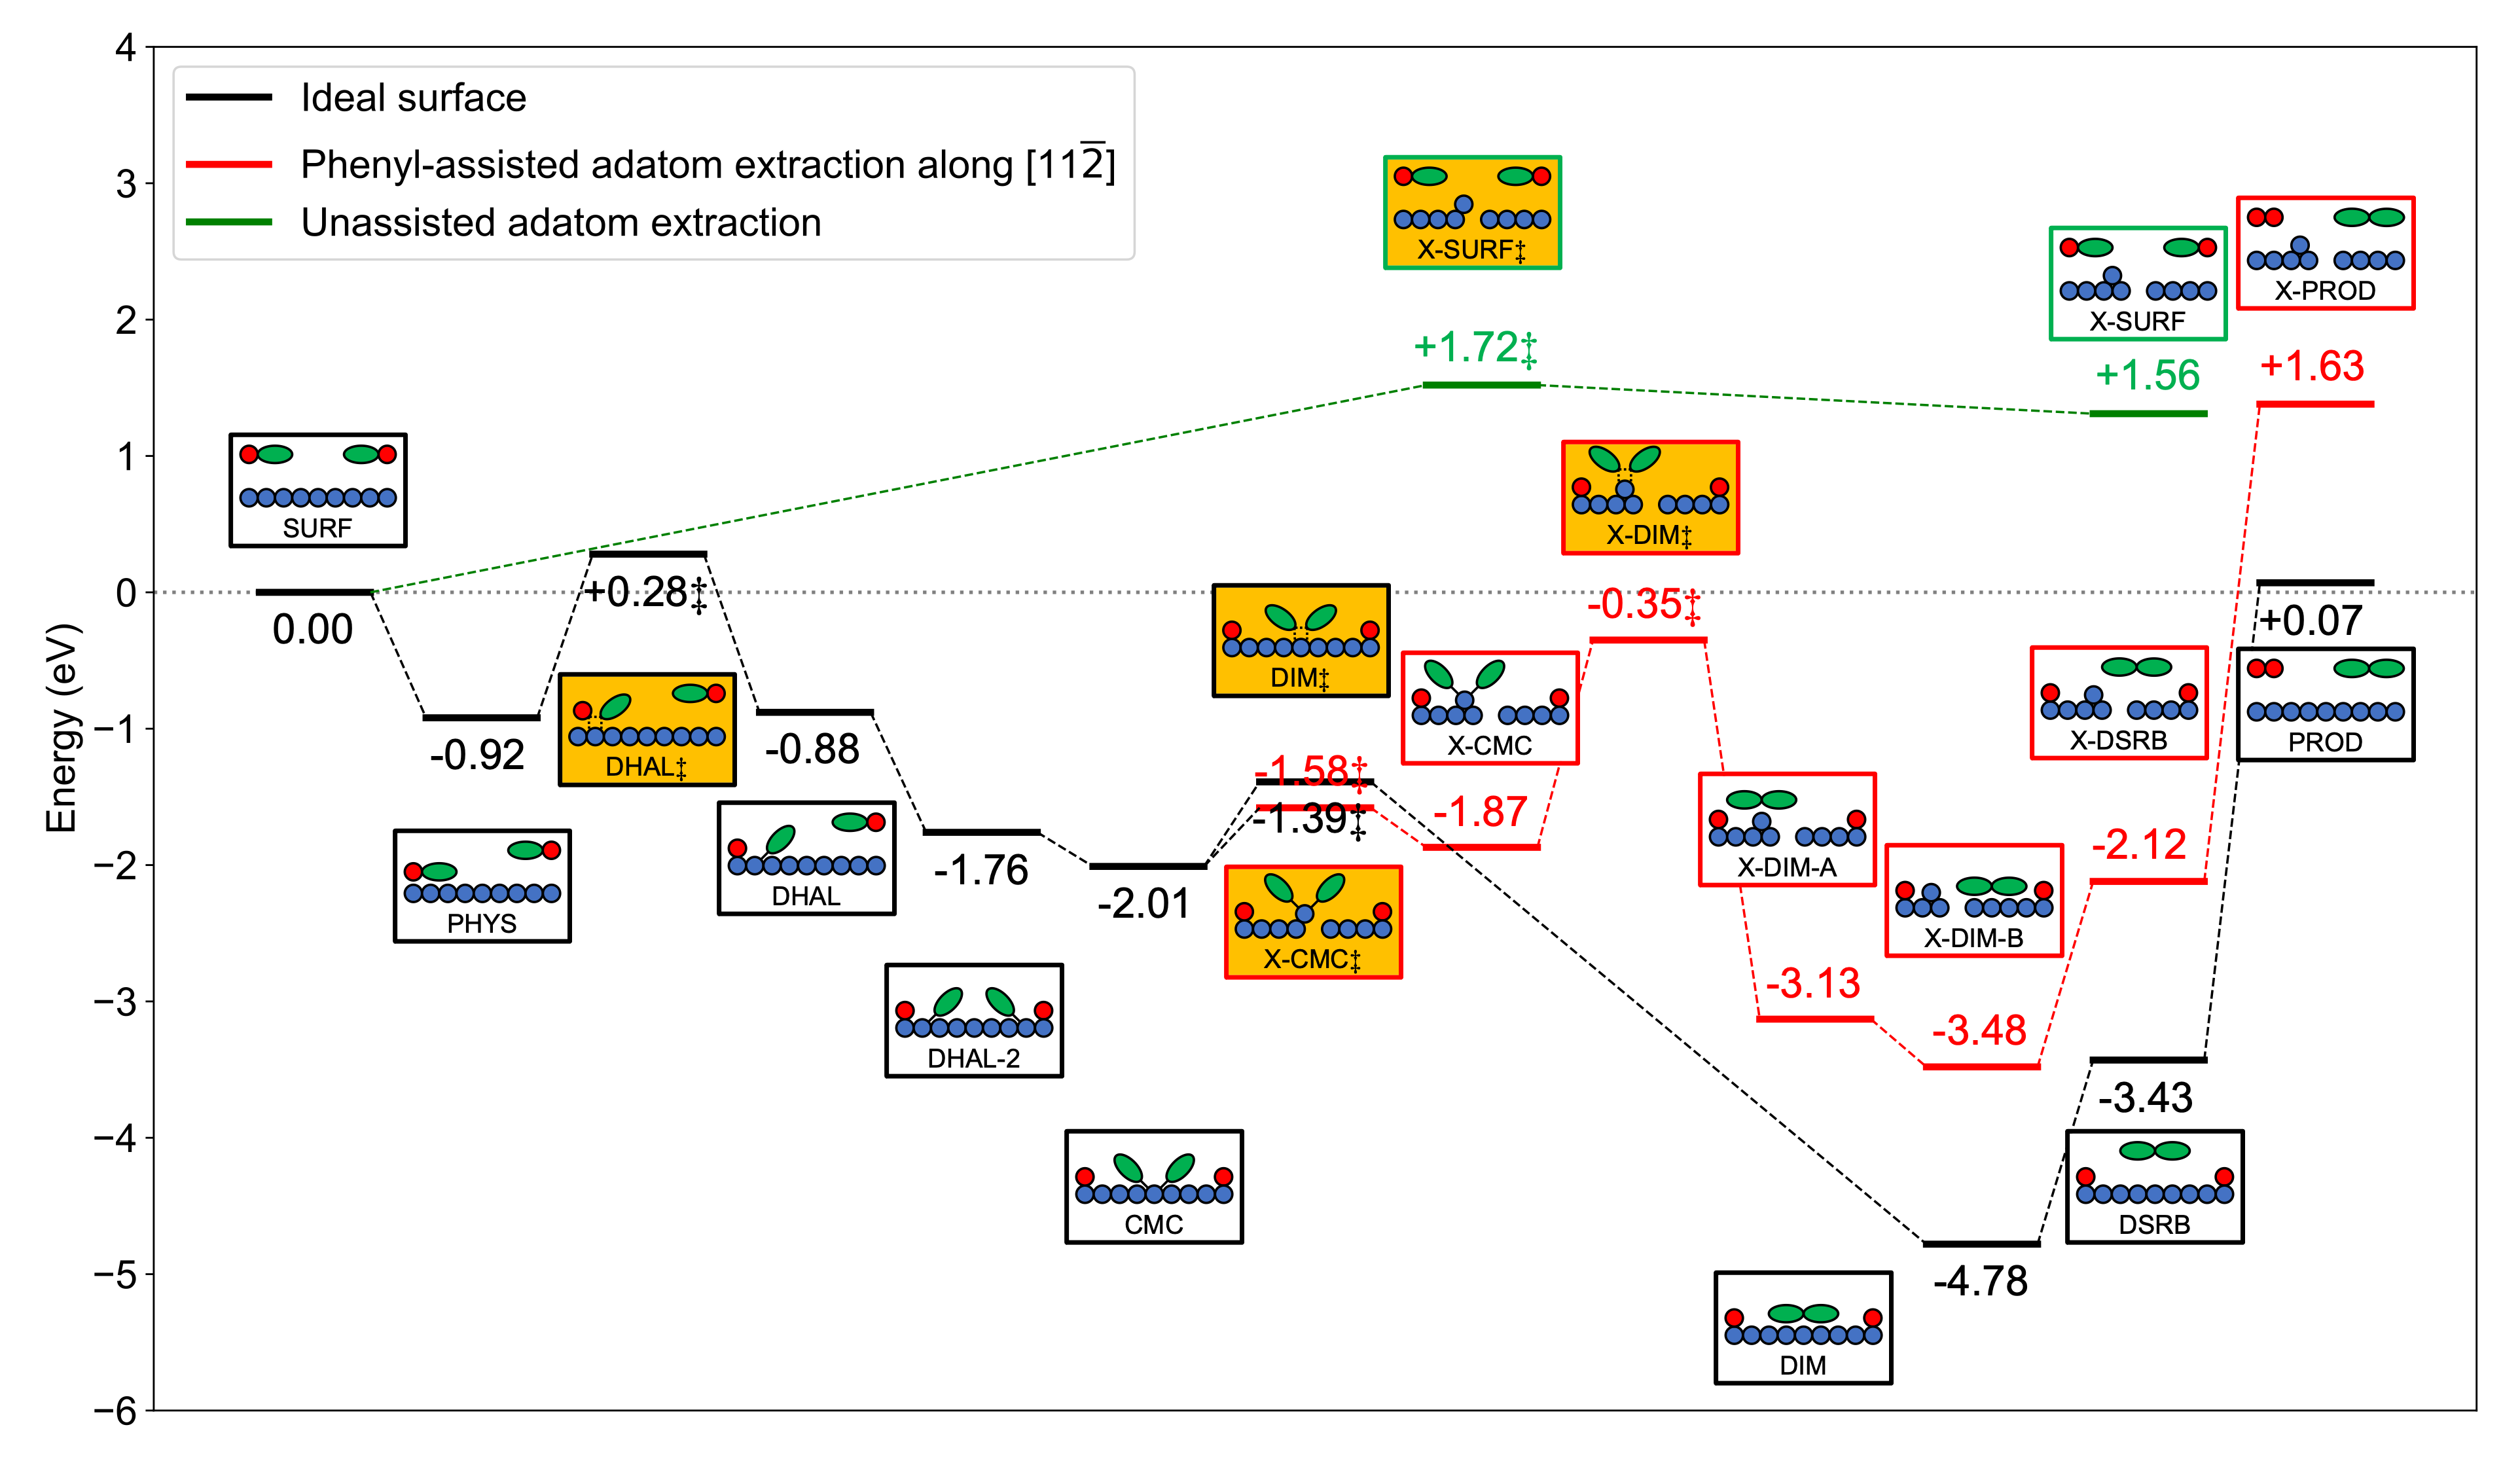 4
3
2
1
0
−1
−2
−3
−4
−5
−6
Energy (eV)
Ideal surface
Phenyl-assisted adatom extraction along [112̅]
Unassisted adatom extraction
X-SURF‡
+1.72‡
X-SURF
+1.56
X-PROD
+1.63
SURF
0.00
-0.92
PHYS
+0.28‡
DHAL‡
-0.88
DHAL
-1.76
DHAL-2
-2.01
CMC
DIM‡
-1.58‡
-1.39‡
X-CMC‡
X-CMC
-1.87
X-DIM‡
-0.35‡
X-DIM-A
-3.13
X-DIM-B
-3.48
X-DSRB
-2.12
+0.07
PROD
-3.43
DSRB
-4.78
DIM